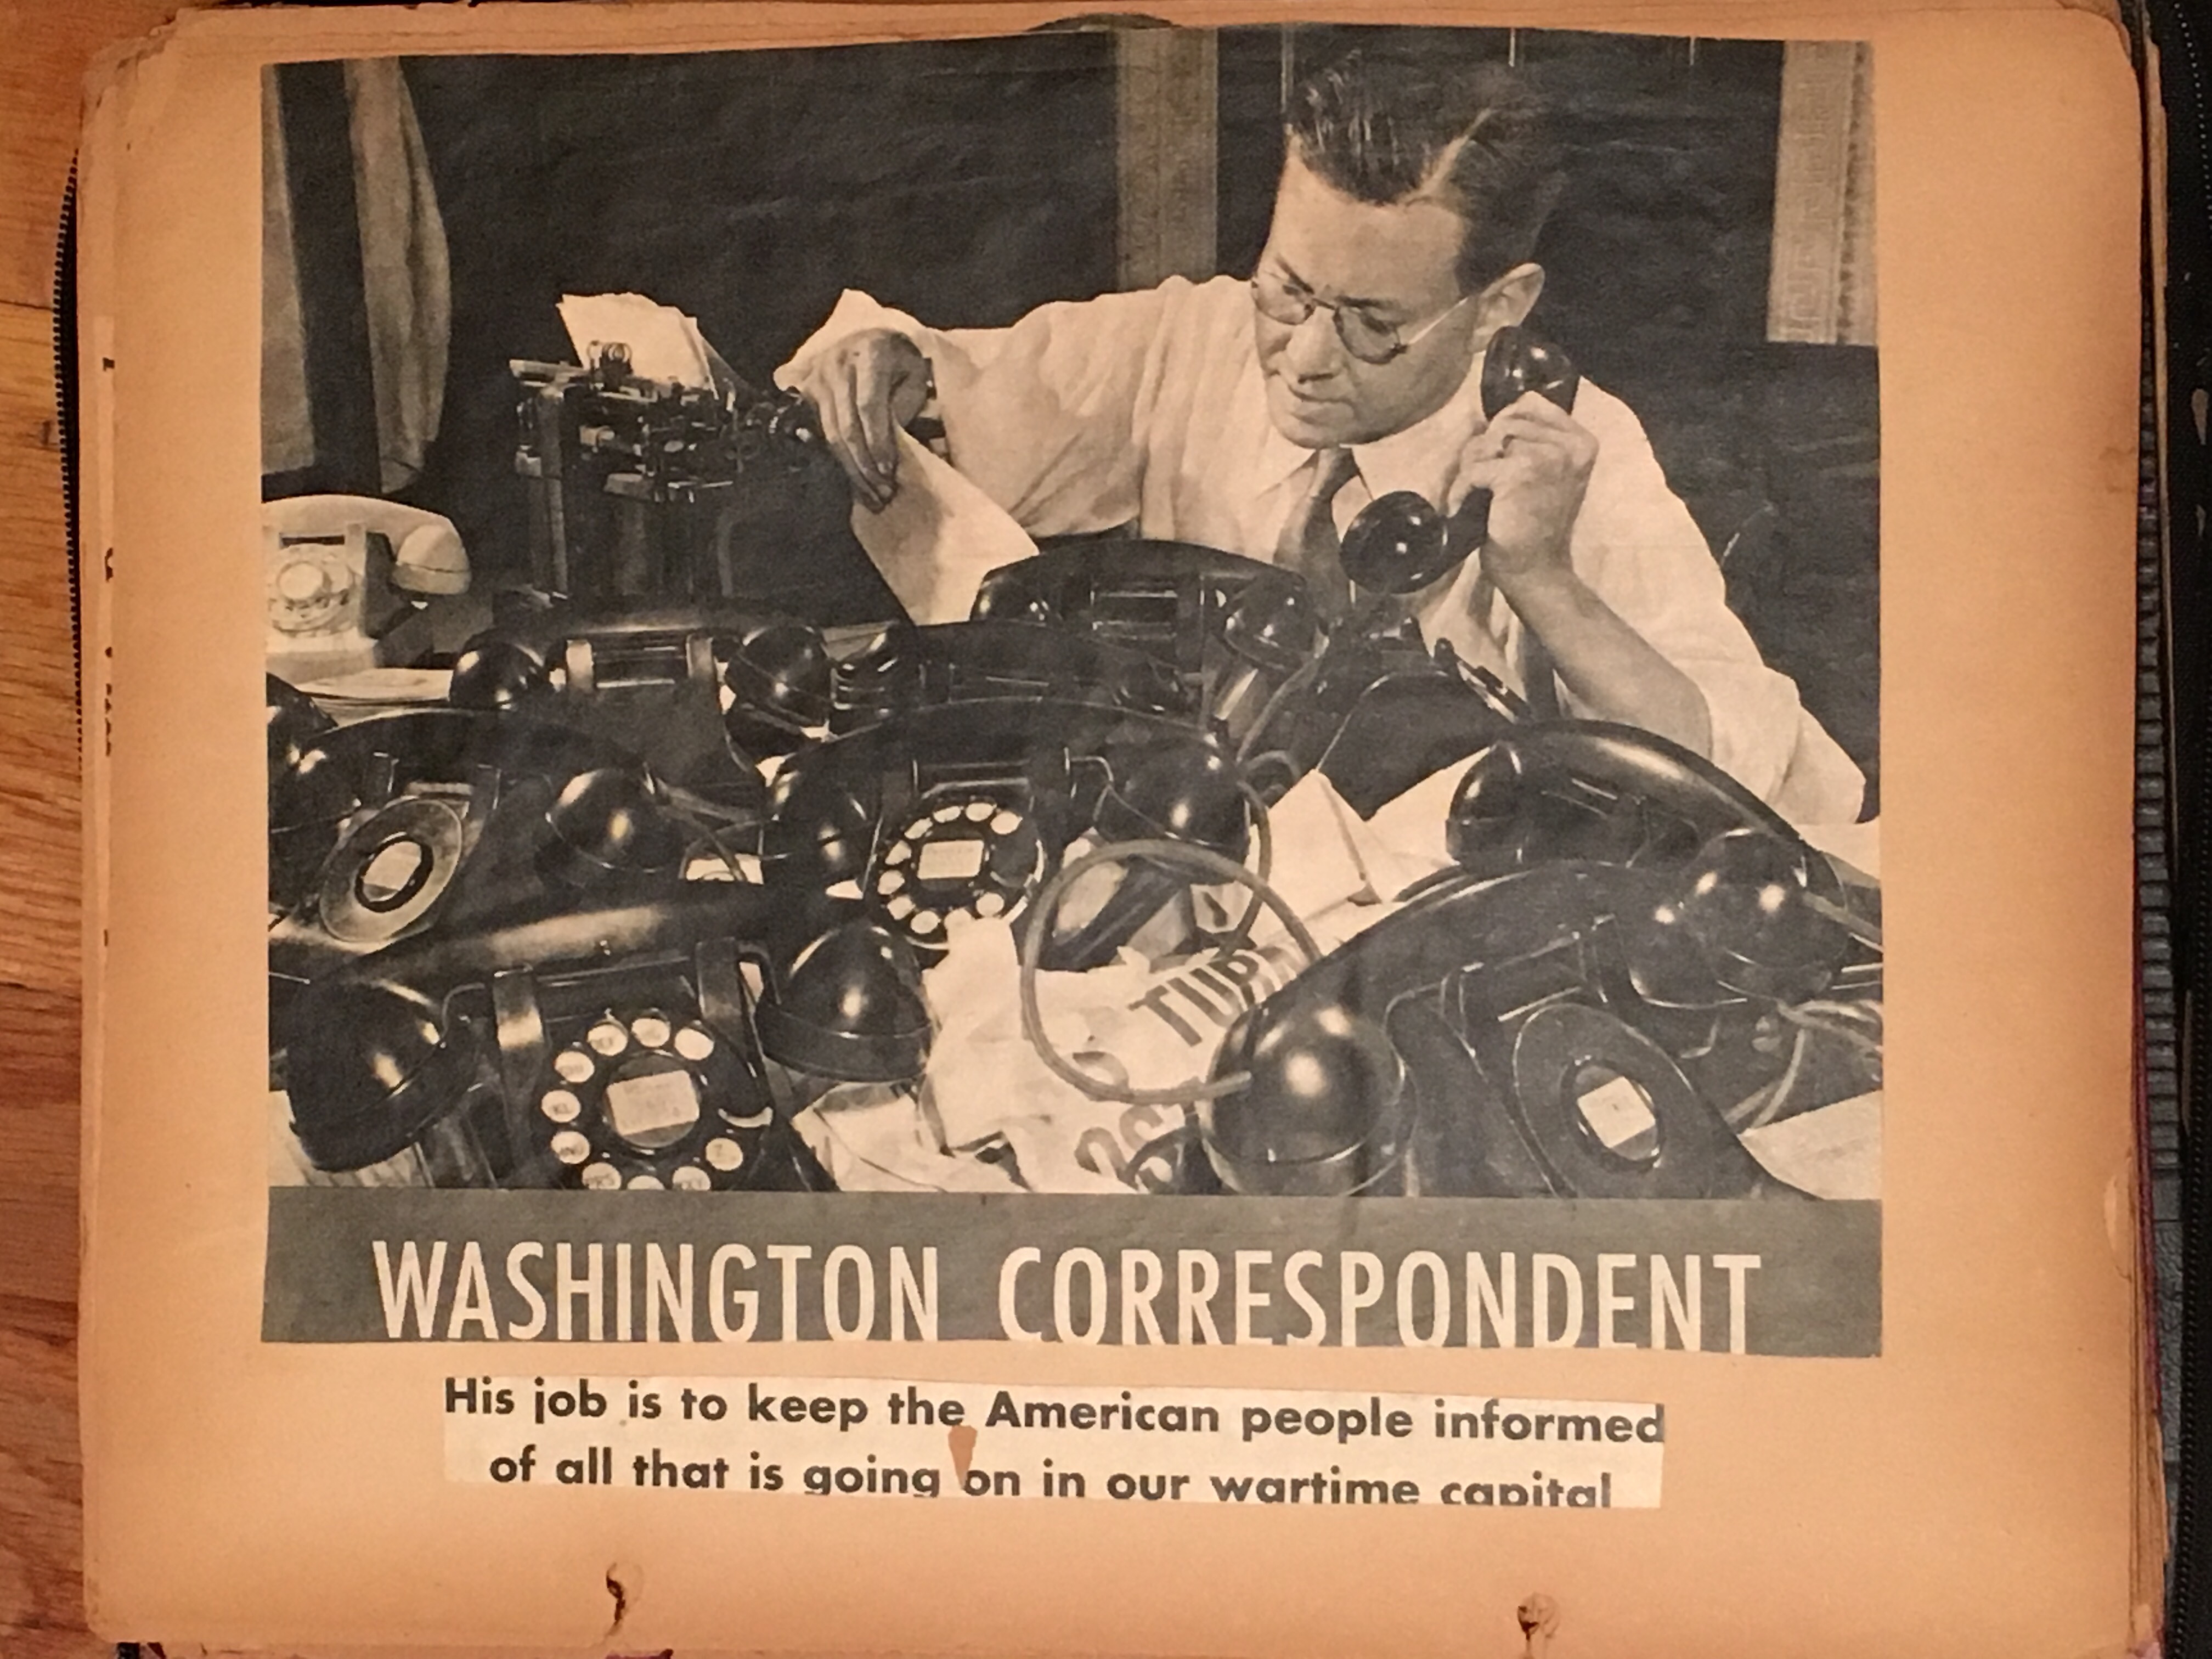 WASHINGTON CORRESPONDENT
His job is to keep the American people informed
of all that is going on in our wartime capital